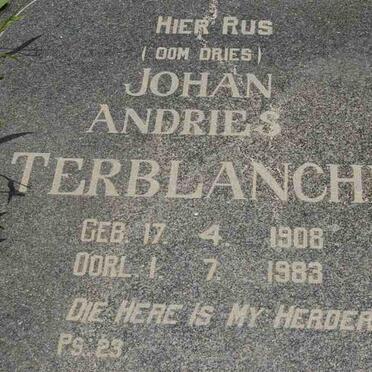 HIER RUS
(OOM DRIES)
JOHAN
ANDRIES
TERBLANCH
GEB. 17. 4. 1908
OORL. 1. 7. 1983
DIE HERE IS MY HERDER
PS. 23